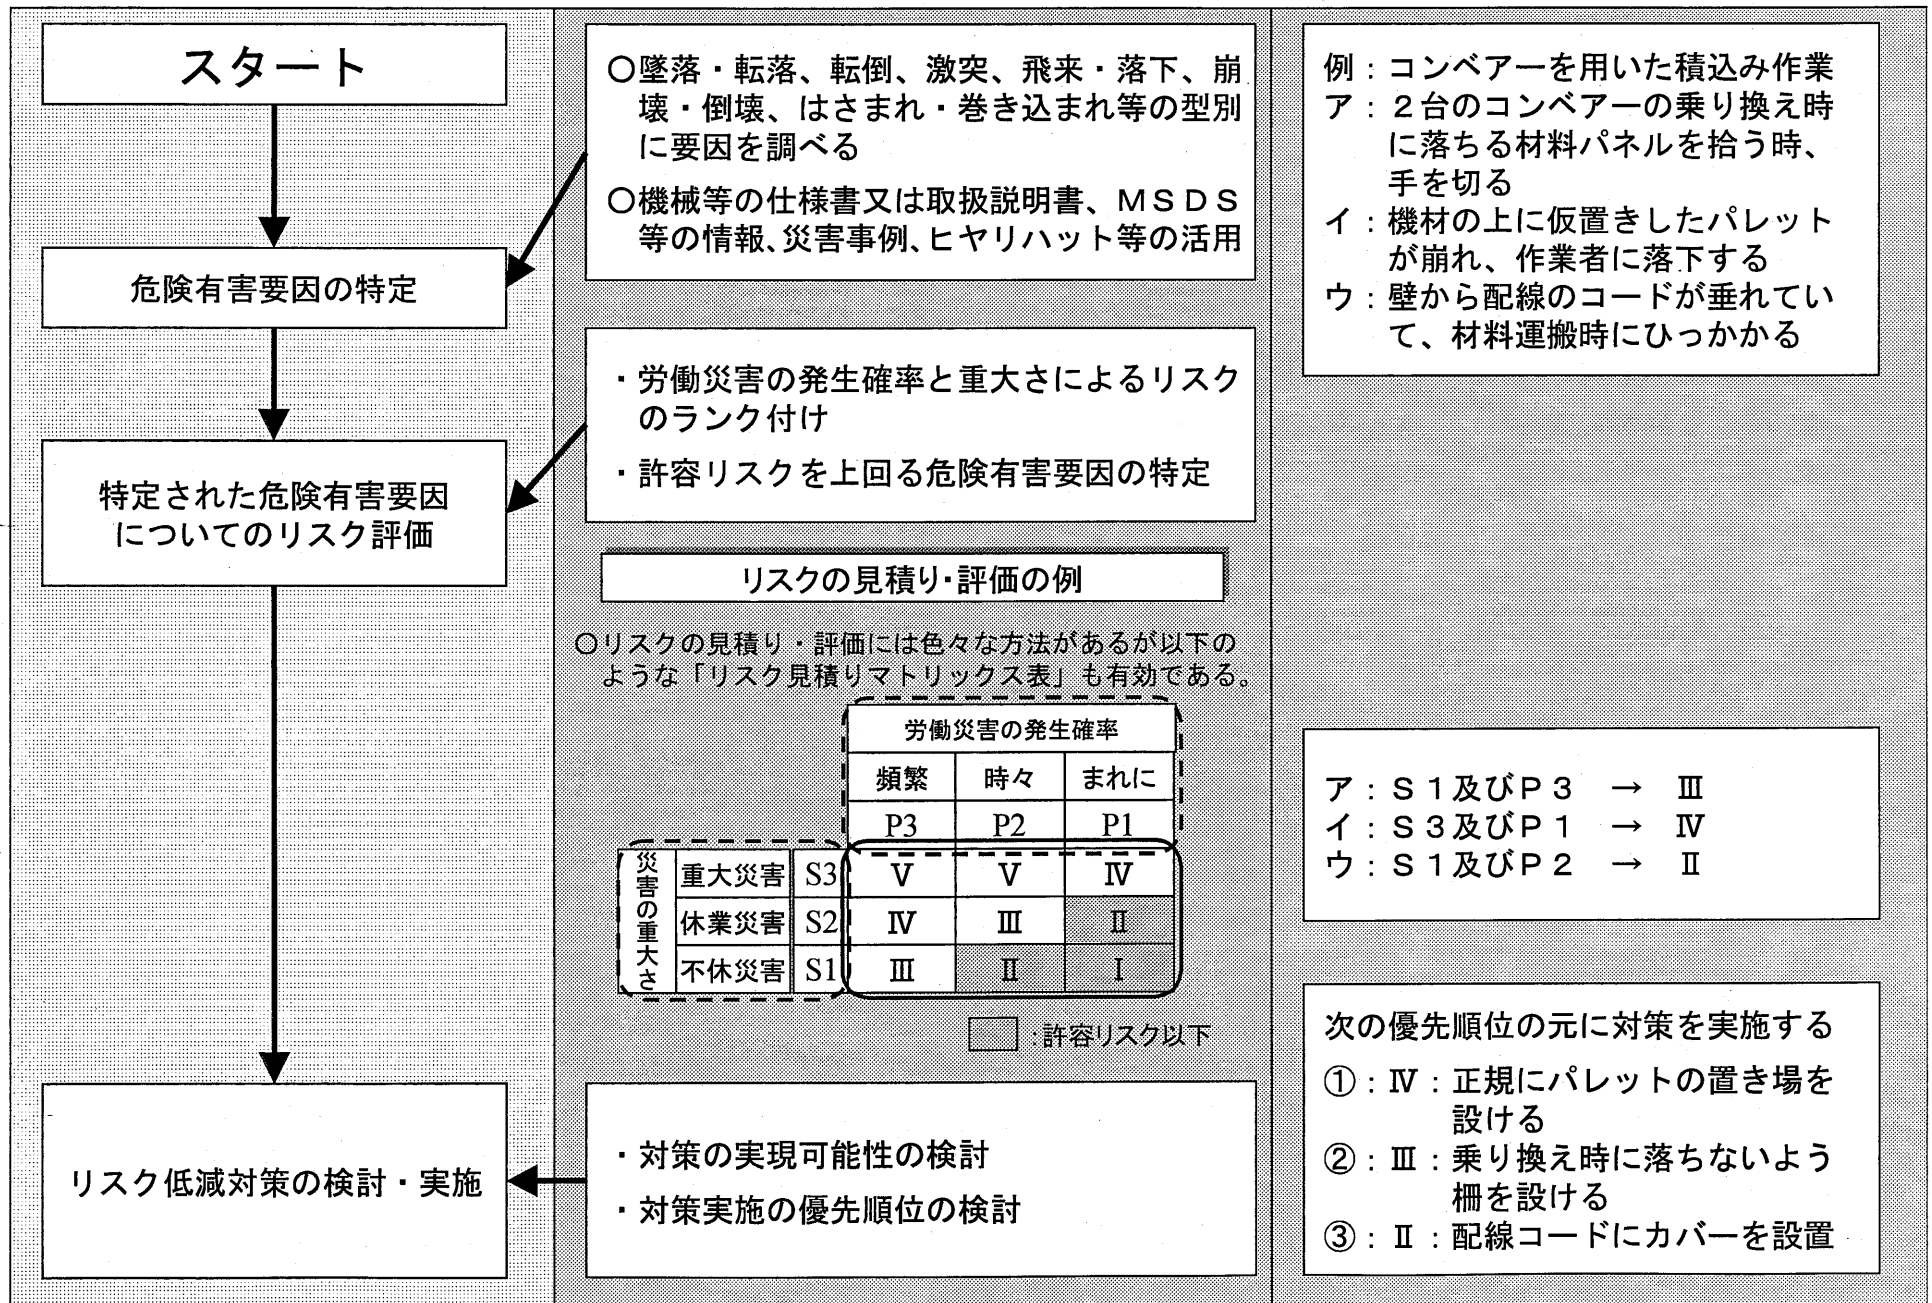 スタート
危険有害要因の特定
特定された危険有害要因
についてのリスク評価
リスク低減対策の検討・実施
○墜落・転落、転倒、激突、飛来・落下、崩
壊・倒壊、はさまれ・巻き込まれ等の型別
に要因を調べる
○機械等の仕様書又は取扱説明書、ＭＳＤＳ
等の情報、災害事例、ヒヤリハット等の活用
・労働災害の発生確率と重大さによるリスク
のランク付け
・許容リスクを上回る危険有害要因の特定
リスクの見積り・評価の例
○リスクの見積り・評価には色々な方法があるが以下の
ような「リスク見積りマトリックス表」も有効である。
労働災害の発生確率
頻繁 時々 まれに
P3 P2 P1
災害の重大さ
重大災害 S3 Ⅴ Ⅴ Ⅳ
休業災害 S2 Ⅳ Ⅲ Ⅱ
不休災害 S1 Ⅲ Ⅱ Ⅰ
：許容リスク以下
・対策の実現可能性の検討
・対策実施の優先順位の検討
例：コンベアーを用いた積込み作業
ア：２台のコンベアーの乗り換え時
に落ちる材料パネルを拾う時、
手を切る
イ：機材の上に仮置きしたパレット
が崩れ、作業者に落下する
ウ：壁から配線のコードが垂れてい
て、材料運搬時にひっかかる
ア：Ｓ１及びＰ３ → Ⅲ
イ：Ｓ３及びＰ１ → Ⅳ
ウ：Ｓ１及びＰ２ → Ⅱ
次の優先順位の元に対策を実施する
①：Ⅳ：正規にパレットの置き場を
設ける
②：Ⅲ：乗り換え時に落ちないよう
柵を設ける
③：Ⅱ：配線コードにカバーを設置